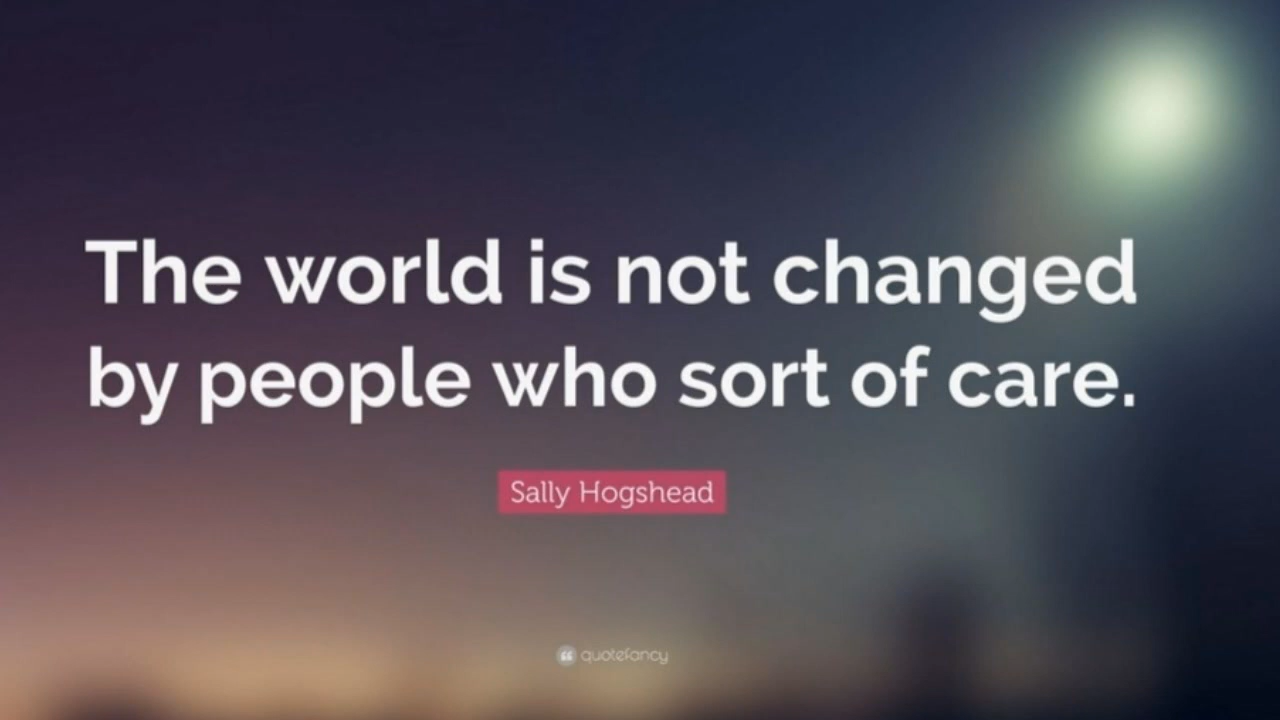 The world is not changed
by people who sort of care.
Sally Hogshead
quotefancy